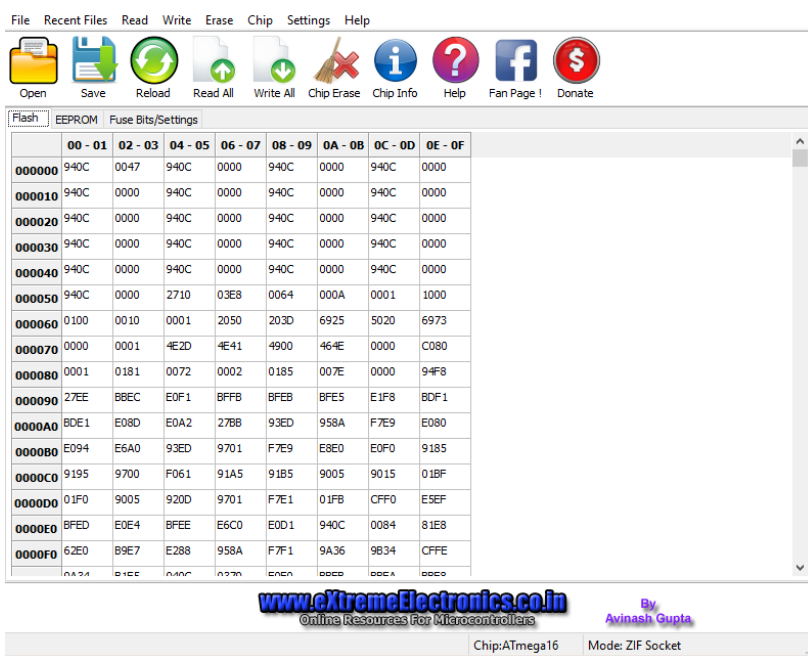 File Recent Files Read Write Erase Chip Settings Help
Open Save Reload Read All Write All Chip Erase Chip Info Help Fan Page ! Donate
Flash EEPROM Fuse Bits/Settings
00 - 01 02 - 03 04 - 05 06 - 07 08 - 09 0A - 0B 0C - 0D 0E - 0F
000000 940C 0047 940C 0000 940C 0000 940C 0000
000010 940C 0000 940C 0000 940C 0000 940C 0000
000020 940C 0000 940C 0000 940C 0000 940C 0000
000030 940C 0000 940C 0000 940C 0000 940C 0000
000040 940C 0000 940C 0000 940C 0000 940C 0000
000050 940C 0000 2710 03E8 0064 000A 0001 1000
000060 0100 0010 0001 2050 203D 6925 5020 6973
000070 0000 0001 4E2D 4E41 4900 464E 0000 C080
000080 0001 0181 0072 0002 0185 007E 0000 94F8
000090 27EE BBEC E0F1 BFFB BFEB BFE5 E1F8 BDF1
0000A0 BDE1 E08D E0A2 27BB 93ED 958A F7E9 E080
0000B0 E094 E6A0 93ED 9701 F7E9 E8E0 E0F0 9185
0000C0 9195 9700 F061 91A5 91B5 9005 9015 01BF
0000D0 01F0 9005 920D 9701 F7E1 01FB CFF0 E5EF
0000E0 BFED E0E4 BFEE E6C0 E0D1 940C 0084 81E8
0000F0 62E0 B9E7 E288 958A F7F1 9A36 9B34 CFFE
www.eXtremeElectronics.co.in
Online Resources For Microcontrollers
By
Avinash Gupta
Chip:ATmega16 Mode: ZIF Socket